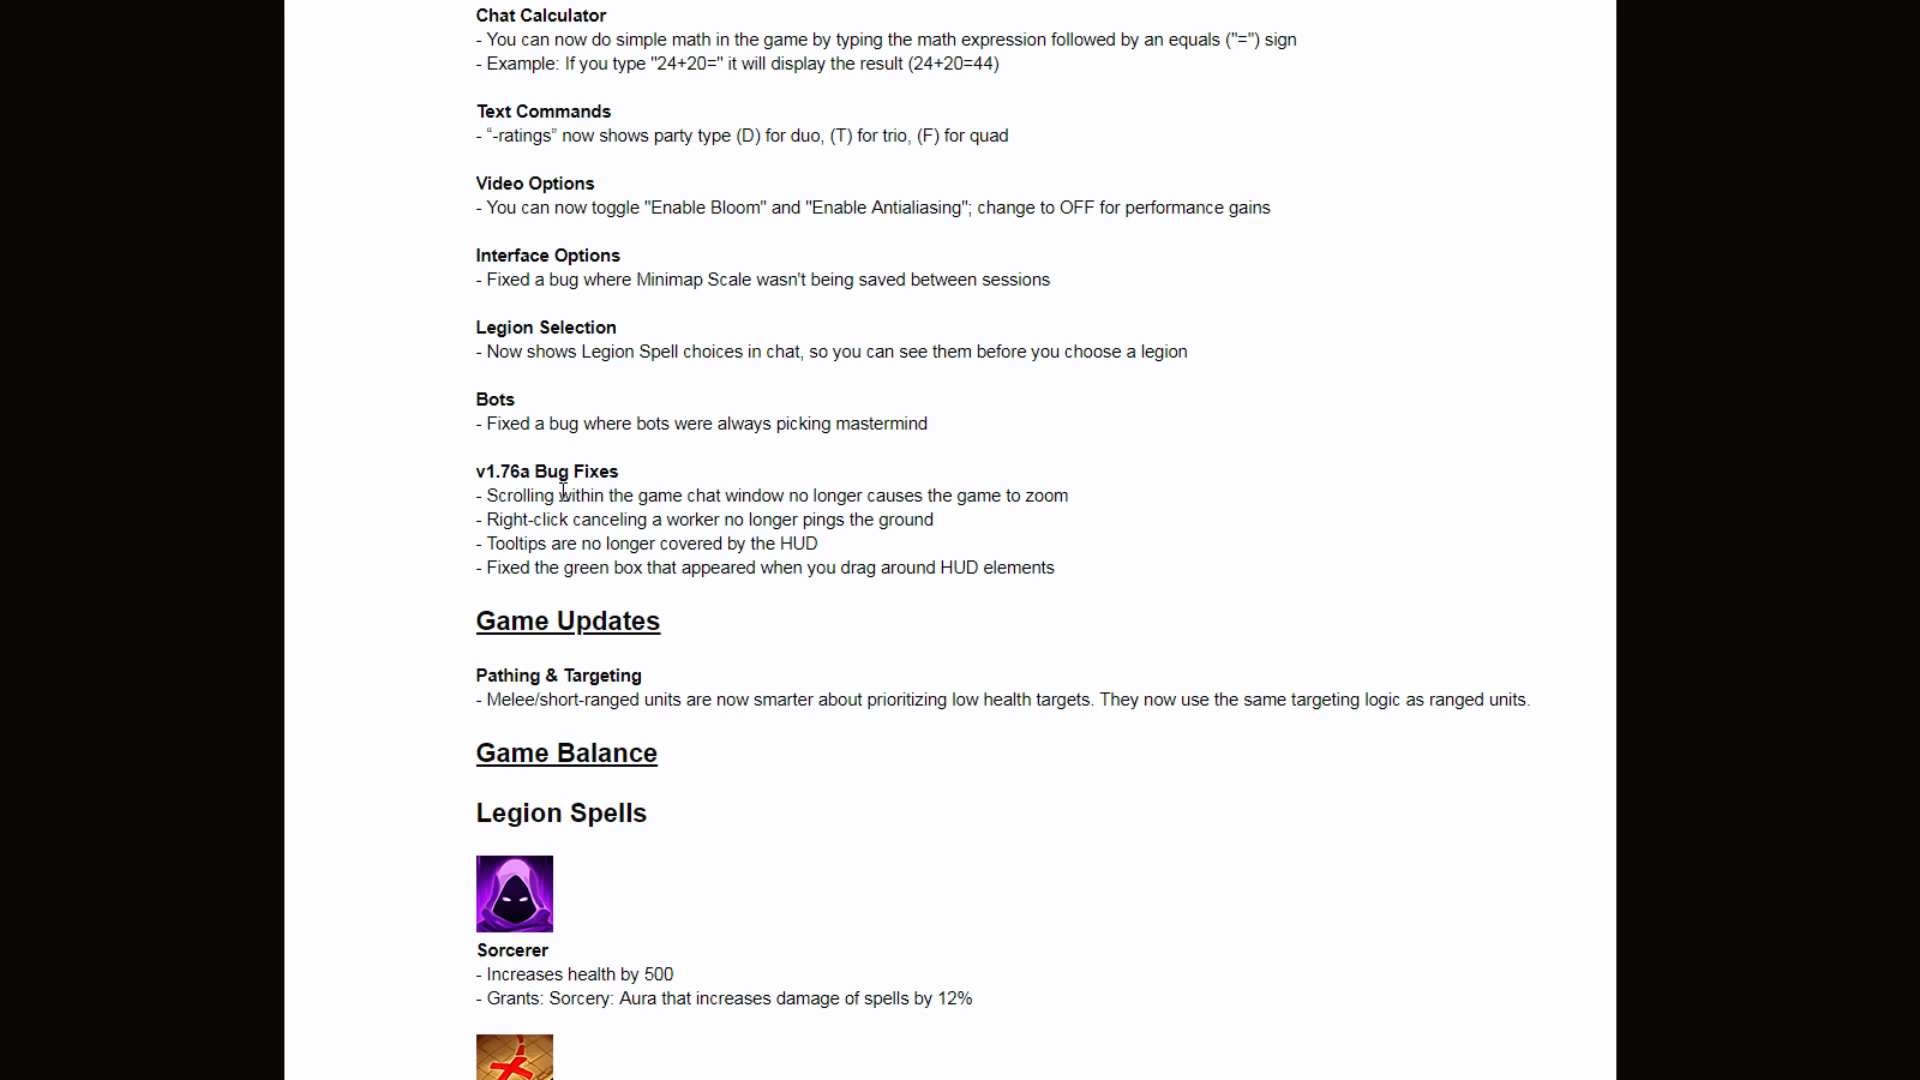 Chat Calculator
- You can now do simple math in the game by typing the math expression followed by an equals ("=") sign
- Example: If you type "24+20=" it will display the result (24+20=44)
Text Commands
- “-ratings” now shows party type (D) for duo, (T) for trio, (F) for quad
Video Options
- You can now toggle "Enable Bloom" and "Enable Antialiasing"; change to OFF for performance gains
Interface Options
- Fixed a bug where Minimap Scale wasn't being saved between sessions
Legion Selection
- Now shows Legion Spell choices in chat, so you can see them before you choose a legion
Bots
- Fixed a bug where bots were always picking mastermind
v1.76a Bug Fixes
- Scrolling within the game chat window no longer causes the game to zoom
- Right-click canceling a worker no longer pings the ground
- Tooltips are no longer covered by the HUD
- Fixed the green box that appeared when you drag around HUD elements
Game Updates
Pathing & Targeting
- Melee/short-ranged units are now smarter about prioritizing low health targets. They now use the same targeting logic as ranged units.
Game Balance
Legion Spells
Sorcerer
- Increases health by 500
- Grants: Sorcery: Aura that increases damage of spells by 12%